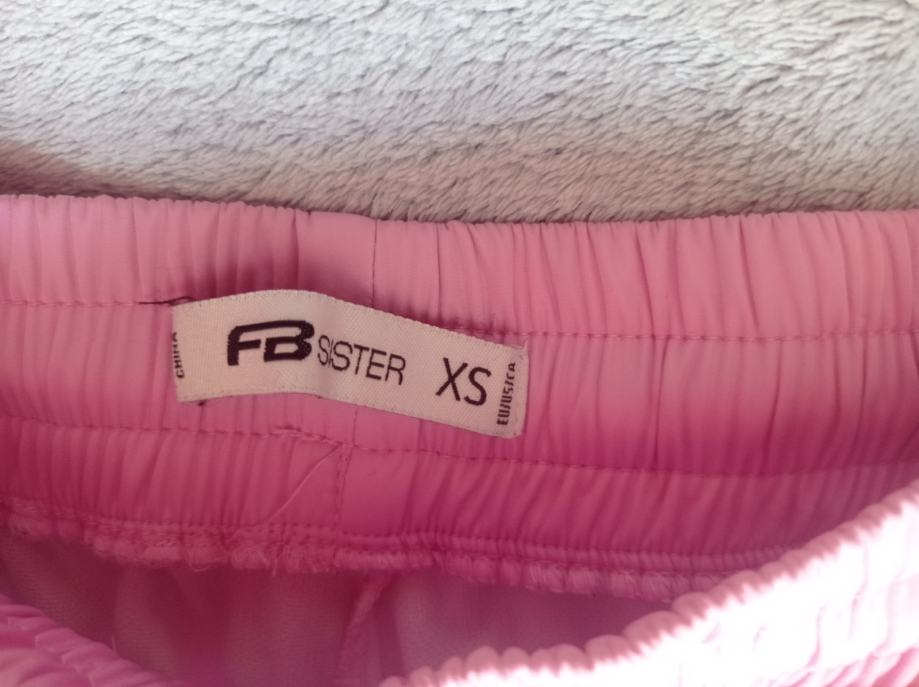 CHINA
FB SISTER XS
EU/US/CA